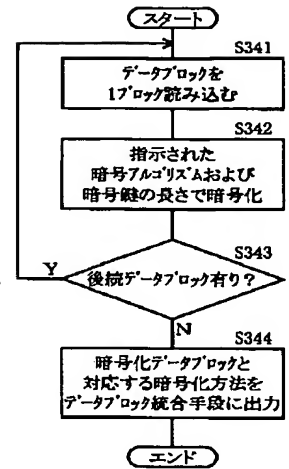 スタート
S341
データブロックを
1ブロック読み込む
S342
指示された
暗号アルゴリズムおよび
暗号鍵の長さで暗号化
S343
Y
後続データブロック有り?
N
S344
暗号化データブロックと
対応する暗号化方法を
データブロック統合手段に出力
エンド